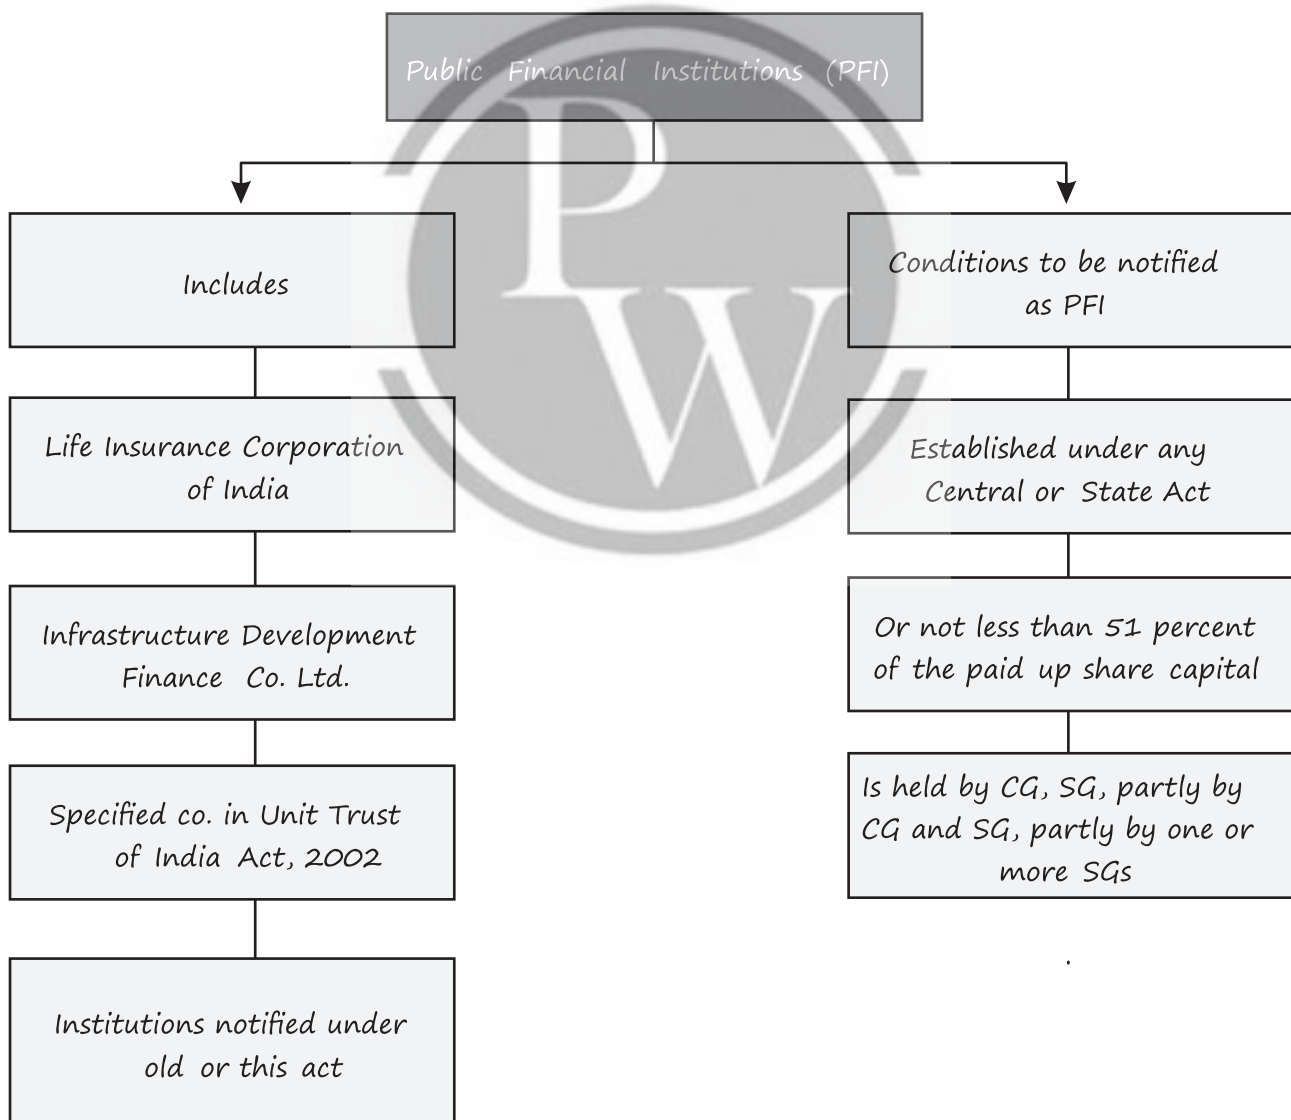 Public Financial Institutions (PFI)
PW
Includes
Life Insurance Corporation
of India
Infrastructure Development
Finance Co. Ltd.
Specified co. in Unit Trust
of India Act, 2002
Institutions notified under
old or this act
Conditions to be notified
as PFI
Established under any
Central or State Act
Or not less than 51 percent
of the paid up share capital
Is held by CG, SG, partly by
CG and SG, partly by one or
more SGs
.